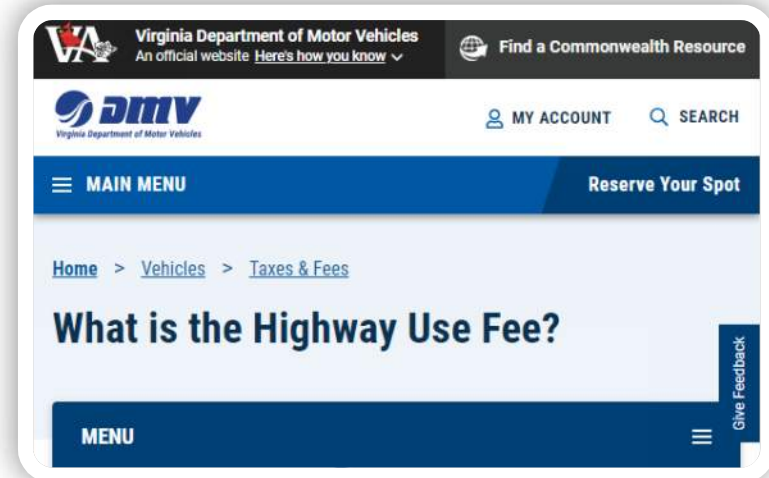 VA
Virginia Department of Motor Vehicles
An official website Here's how you know
Find a Commonwealth Resource
DMV
Virginia Department of Motor Vehicles
MY ACCOUNT
SEARCH
MAIN MENU
Reserve Your Spot
Home > Vehicles > Taxes & Fees
What is the Highway Use Fee?
Give Feedback
MENU